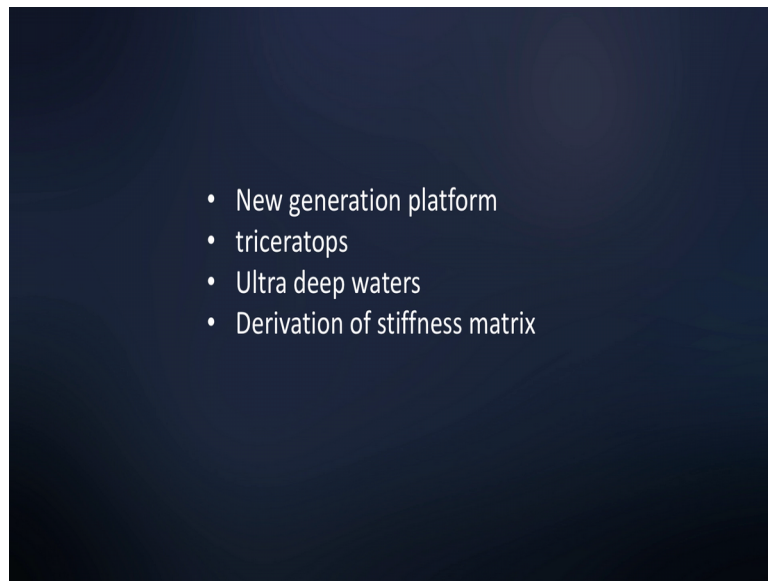 • New generation platform
• triceratops
• Ultra deep waters
• Derivation of stiffness matrix